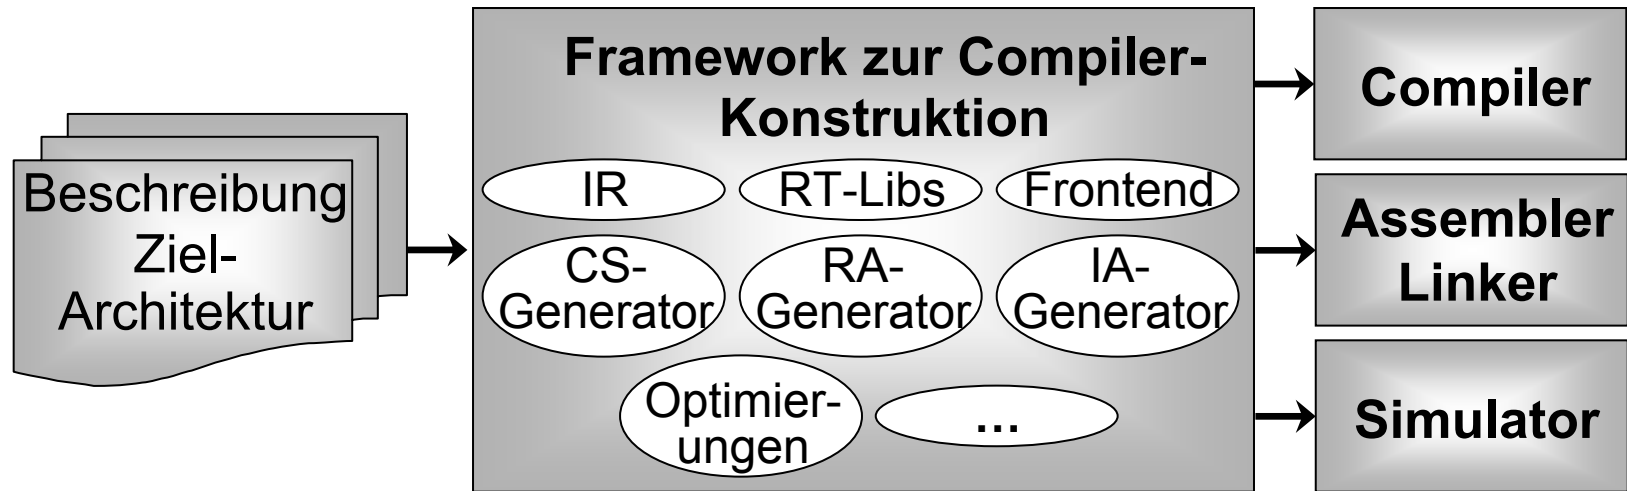 Beschreibung
Ziel-
Architektur
Framework zur Compiler-
Konstruktion
IR
RT-Libs
Frontend
CS-
Generator
RA-
Generator
IA-
Generator
Optimier-
ungen
...
Compiler
Assembler
Linker
Simulator